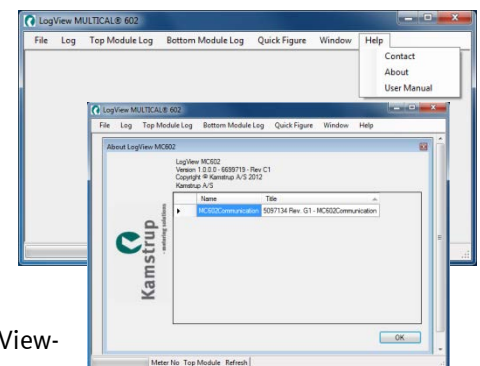 LogView MULTICAL® 602
File Log Top Module Log Bottom Module Log Quick Figure Window Help
Contact
About
User Manual
LogView MULTICAL® 602
File Log Top Module Log Bottom Module Log Quick Figure Window Help
About LogView MC602
LogView MC602
Version 1.0.0.0 - 6699719 - Rev C1
Copyright © Kamstrup A/S 2012
Kamstrup A/S
Name Title
MC602Communication 5097134 Rev. G1 - MC602Communication
Kamstrup
- metering solutions
OK
Meter No Top Module Refresh
View-